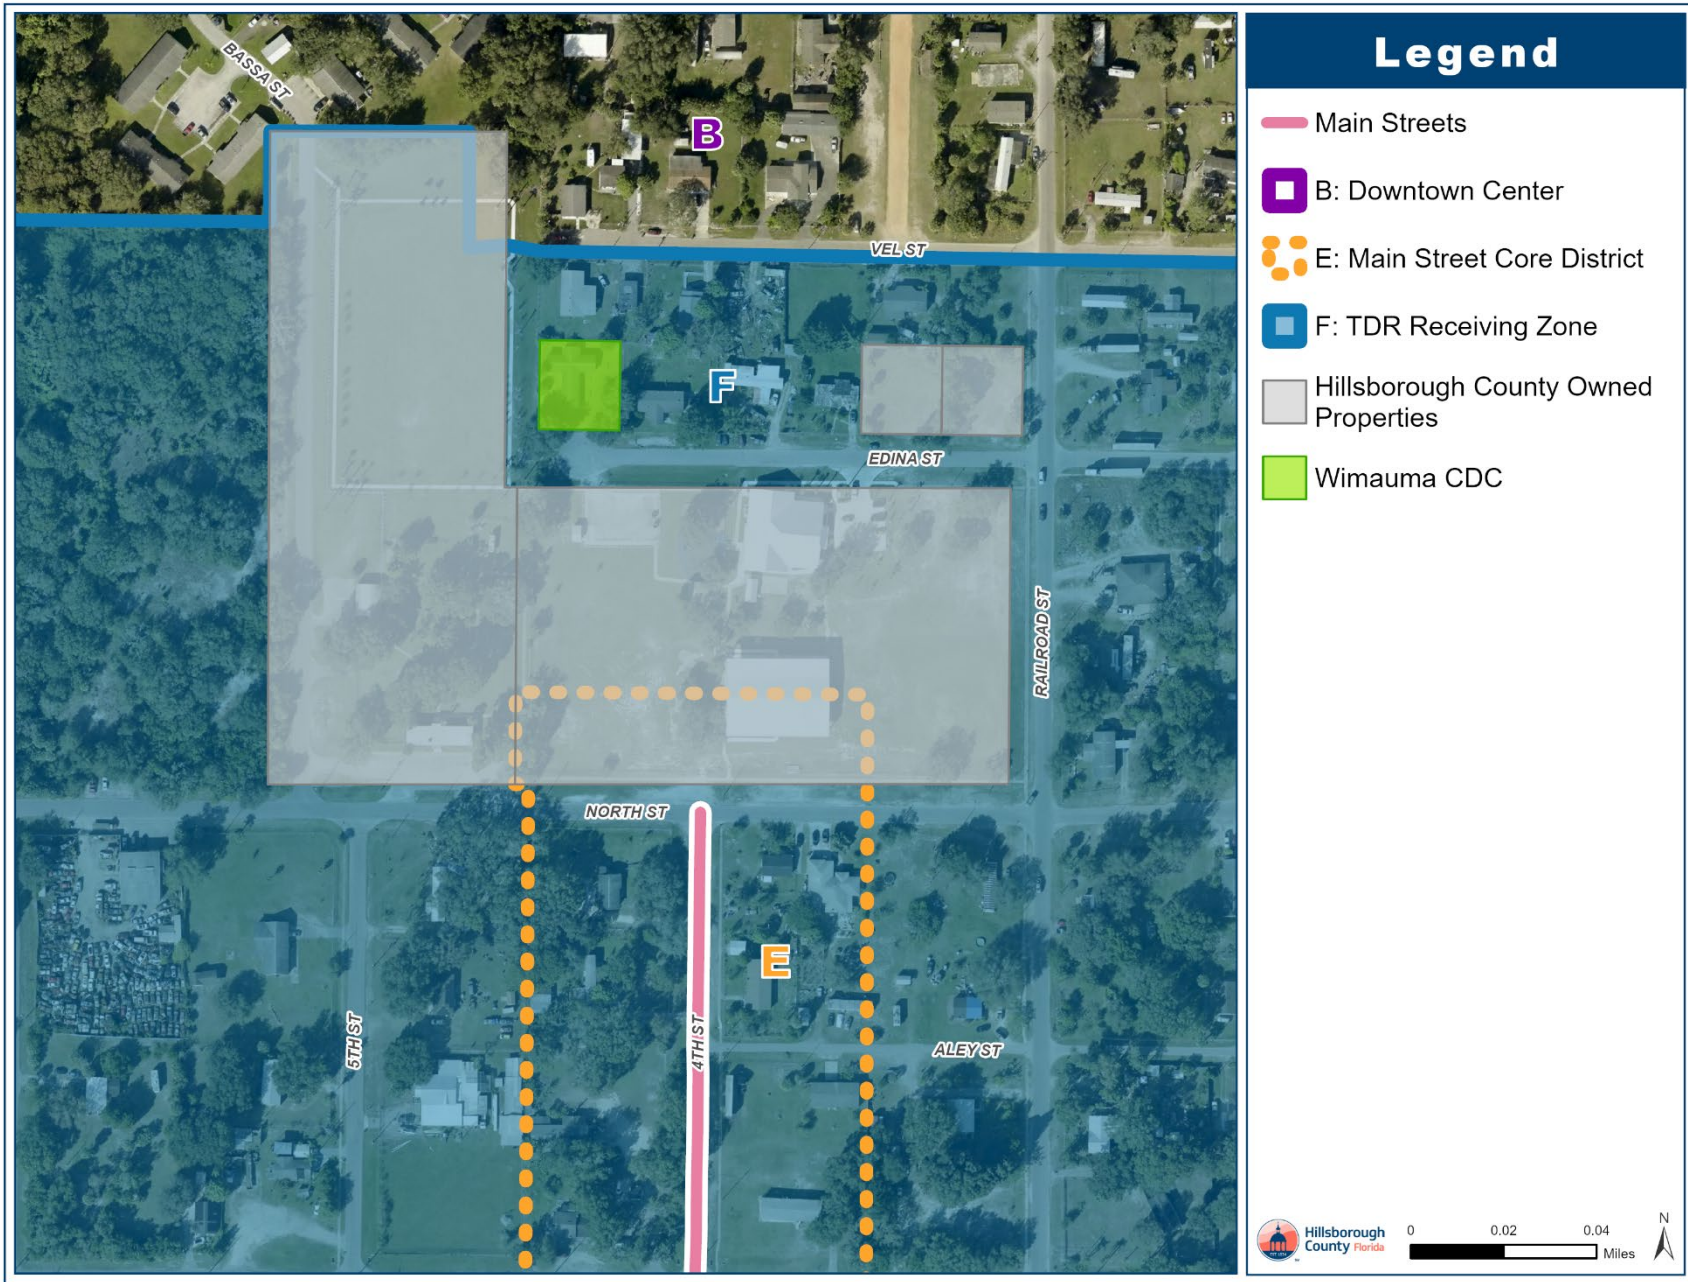 BASSA ST
B
VEL ST
F
EDINA ST
RAILROAD ST
NORTH ST
E
4TH ST
5TH ST
ALEY ST
Legend
Main Streets
B: Downtown Center
E: Main Street Core District
F: TDR Receiving Zone
Hillsborough County Owned
Properties
Wimauma CDC
Hillsborough
County Florida
0 0.02 0.04
Miles
N